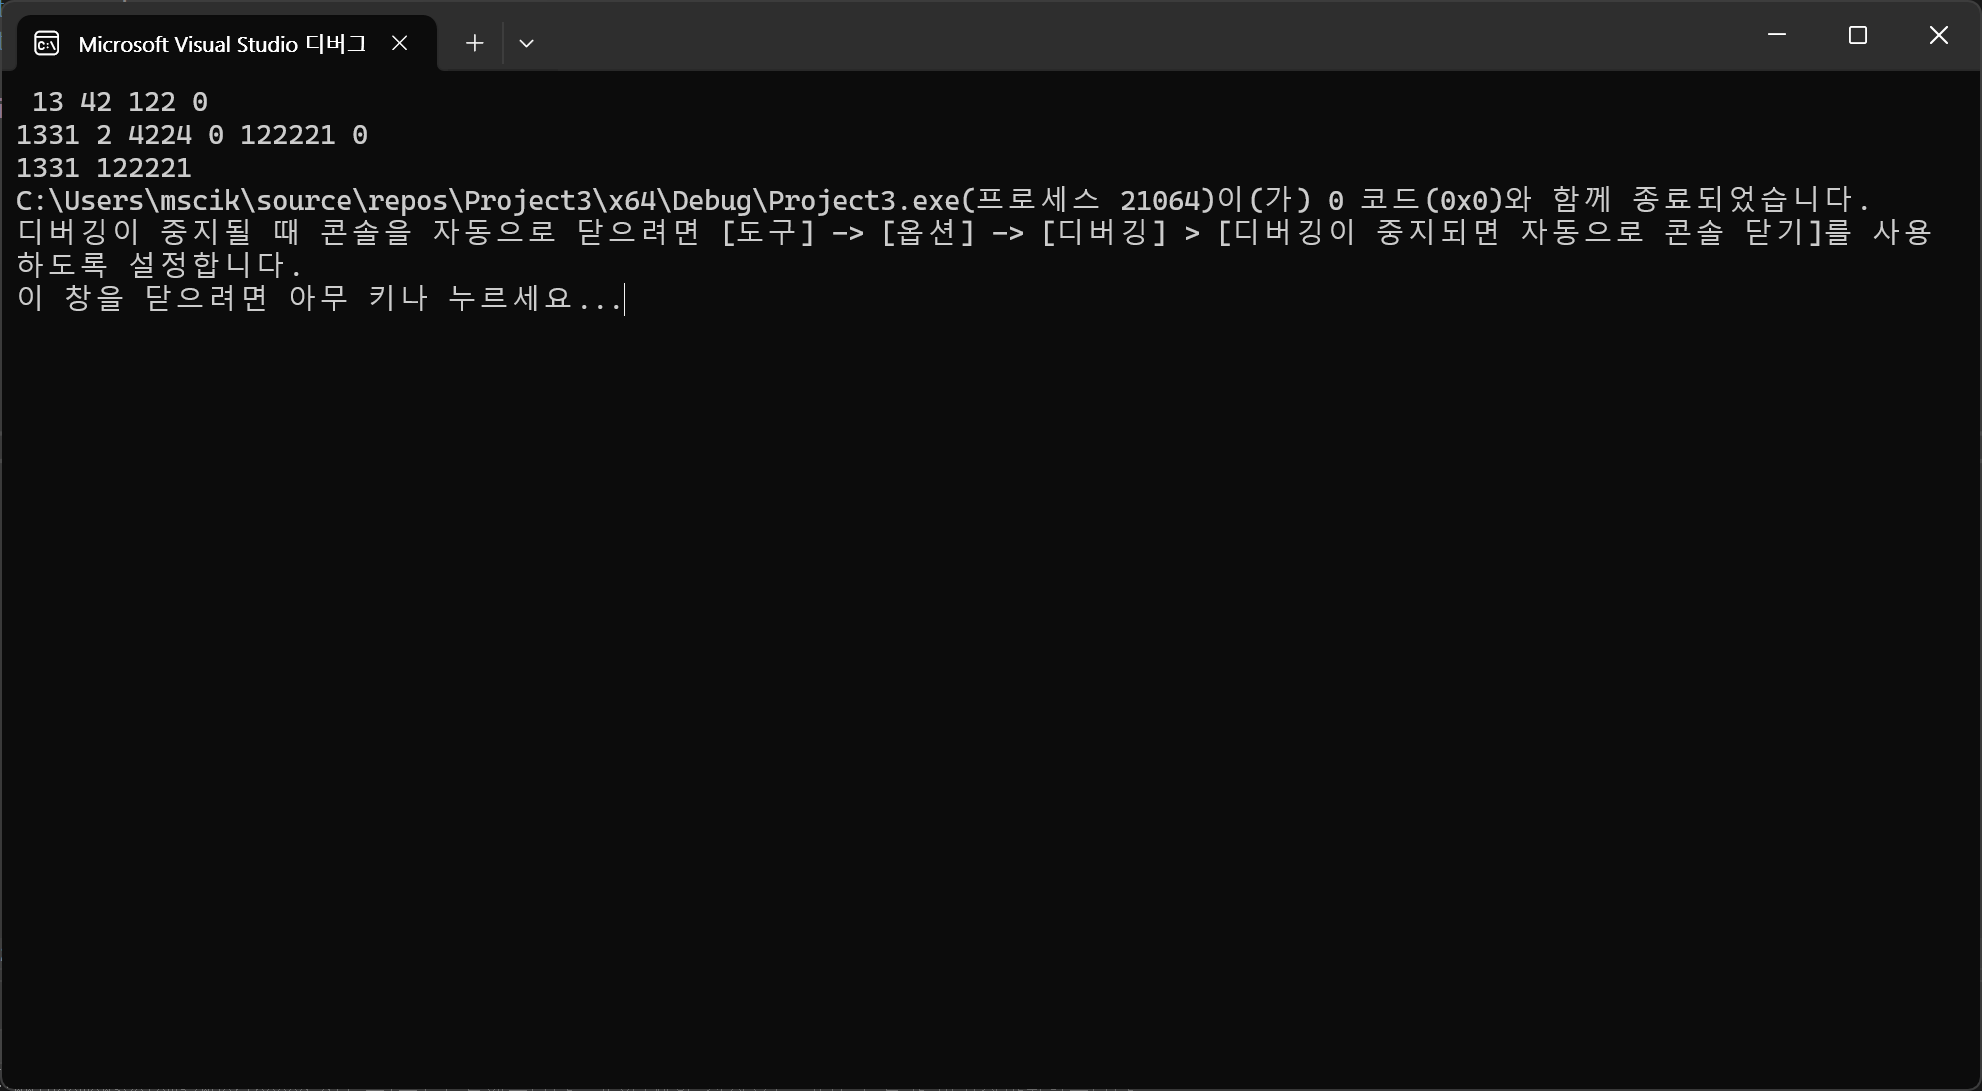 Microsoft Visual Studio 디버그
13 42 122 0
1331 2 4224 0 122221 0
1331 122221
C:\Users\mscik\source\repos\Project3\x64\Debug\Project3.exe(프로세스 21064)이(가) 0 코드(0x0)와 함께 종료되었습니다.
디버깅이 중지될 때 콘솔을 자동으로 닫으려면 [도구] -> [옵션] -> [디버깅] > [디버깅이 중지되면 자동으로 콘솔 닫기]를 사용
하도록 설정합니다.
이 창을 닫으려면 아무 키나 누르세요...